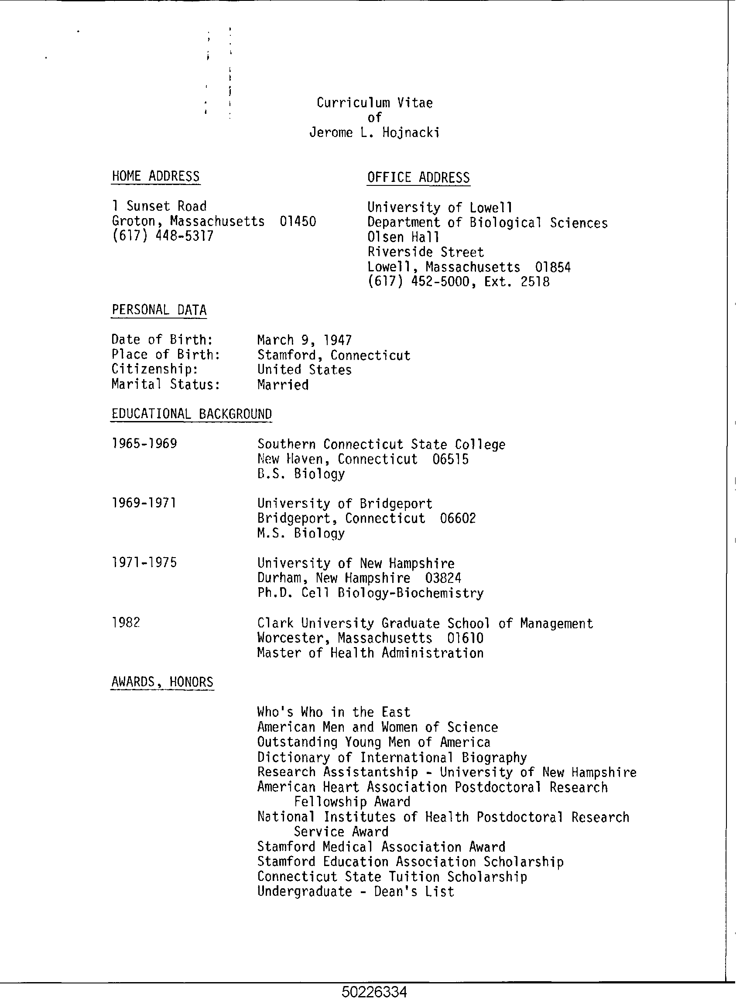 Curriculum Vitae
of
Jerome L. Hojnacki
HOME ADDRESS
1 Sunset Road
Groton, Massachusetts 01450
(617) 448-5317
OFFICE ADDRESS
University of Lowell
Department of Biological Sciences
Olsen Hall
Riverside Street
Lowell, Massachusetts 01854
(617) 452-5000, Ext. 2518
PERSONAL DATA
Date of Birth: March 9, 1947
Place of Birth: Stamford, Connecticut
Citizenship: United States
Marital Status: Married
EDUCATIONAL BACKGROUND
1965-1969 Southern Connecticut State College
New Haven, Connecticut 06515
B.S. Biology
1969-1971 University of Bridgeport
Bridgeport, Connecticut 06602
M.S. Biology
1971-1975 University of New Hampshire
Durham, New Hampshire 03824
Ph.D. Cell Biology-Biochemistry
1982 Clark University Graduate School of Management
Worcester, Massachusetts 01610
Master of Health Administration
AWARDS, HONORS
Who's Who in the East
American Men and Women of Science
Outstanding Young Men of America
Dictionary of International Biography
Research Assistantship - University of New Hampshire
American Heart Association Postdoctoral Research
Fellowship Award
National Institutes of Health Postdoctoral Research
Service Award
Stamford Medical Association Award
Stamford Education Association Scholarship
Connecticut State Tuition Scholarship
Undergraduate - Dean's List
50226334